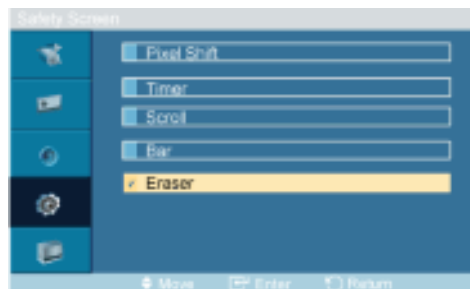 Safety Screen
Pixel Shift
Timer
Scroll
Bar
Eraser
Move Enter Return